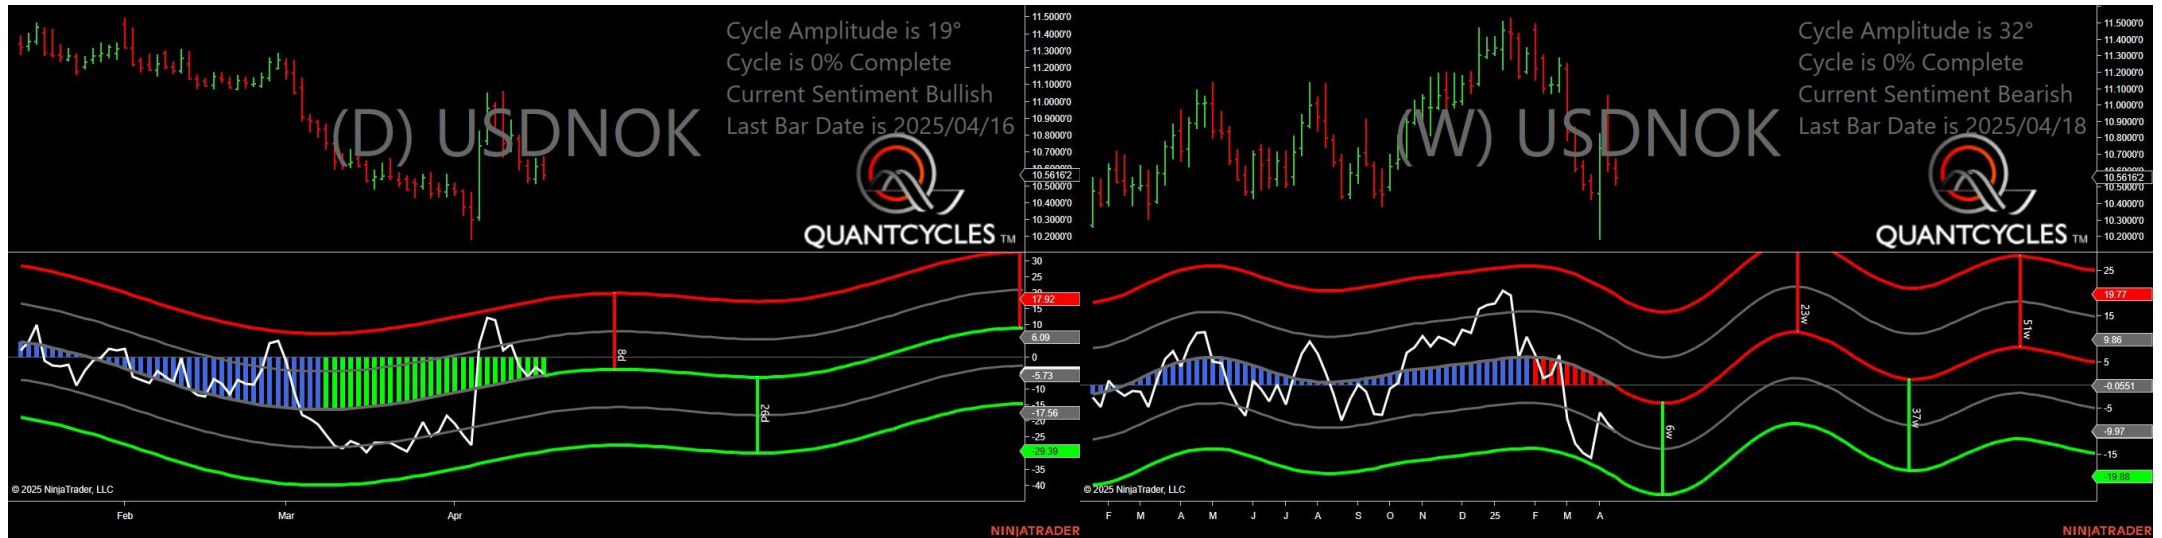 Cycle Amplitude is 19°
Cycle is 0% Complete
Current Sentiment Bullish
Last Bar Date is 2025/04/16
(D) USDNOK
QUANTCYCLES TM
11.5000'0
11.4000'0
11.3000'0
11.2000'0
11.1000'0
11.0000'0
10.9000'0
10.8000'0
10.7000'0
10.5616'2
10.5000'0
10.4000'0
10.3000'0
10.2000'0
30
25
17.92
15
10
6.09
0
-5.73
-10
-15
-17.56
-20
-25
-29.39
-35
-40
8d
26d
© 2025 NinjaTrader, LLC
Feb
Mar
Apr
NINJATRADER
Cycle Amplitude is 32°
Cycle is 0% Complete
Current Sentiment Bearish
Last Bar Date is 2025/04/18
(W) USDNOK
QUANTCYCLES TM
11.5000'0
11.4000'0
11.3000'0
11.2000'0
11.1000'0
11.0000'0
10.9000'0
10.8000'0
10.7000'0
10.5616'2
10.5000'0
10.4000'0
10.3000'0
10.2000'0
25
19.77
15
9.86
5
-0.0551
-5
-9.97
-15
-19.88
6w
23w
37w
51w
© 2025 NinjaTrader, LLC
F M A M J J A S O N D 25 F M A
NINJATRADER